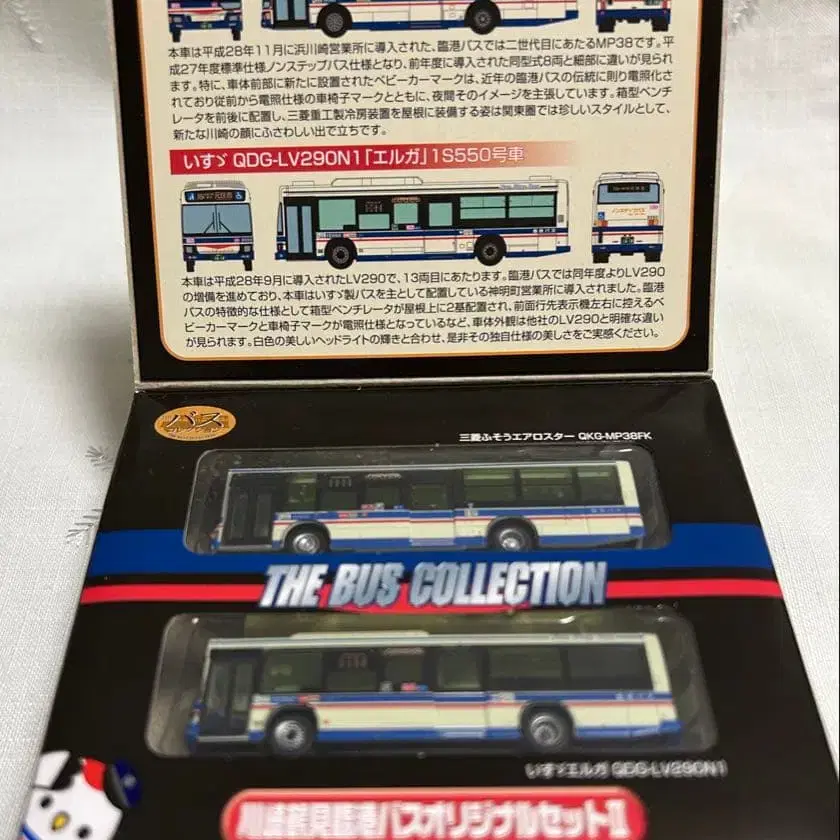 本車は平成28年11月に浜川崎営業所に導入された、臨港バスでは二世代目にあたるMP38です。平
成27年度標準仕様ノンステップバス仕様となり、前年度に導入された同型式8両と細部に違いが見られ
ます。特に、車体前部に新たに設置されたベビーカーマークは、近年の臨港バスの伝統に則り電照化さ
れており従前から電照仕様の車椅子マークとともに、夜間そのイメージを主張しています。箱型ベンチ
レータを前後に配置し、三菱重工製冷房装置を屋根に装備する姿は関東圏では珍しいスタイルとして、
新たな川崎の顔にふさわしい出で立ちです。
いすゞ QDG-LV290N1「エルガ」1S550号車
ノンステップバス
本車は平成28年9月に導入されたLV290で、13両目にあたります。臨港バスでは同年度よりLV290
の増備を進めており、本車はいすゞ製バスを主として配置している神明町営業所に導入されました。臨港
バスの特徴的な仕様として箱型ベンチレータが屋根上に2基配置され、前面行先表示機左右に控えるベ
ビーカーマークと車椅子マークが電照仕様となっているなど、車体外観は他社のLV290と明確な違い
が見られます。白色の美しいヘッドライトの輝きと合わせ、是非その独自仕様の美しさをご実感ください。
バス
コレクション
三菱ふそうエアロスター QKG-MP38FK
THE BUS COLLECTION
いすゞエルガ QDG-LV290N1
川崎鶴見臨港バスオリジナルセットII